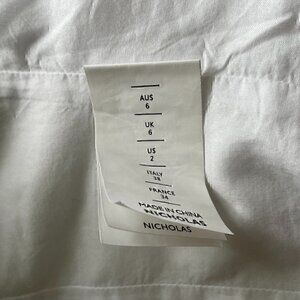 AUS
6
UK
6
US
2
ITALY
38
FRANCE
34
MADE IN CHINA
NICHOLAS
NICHOLAS